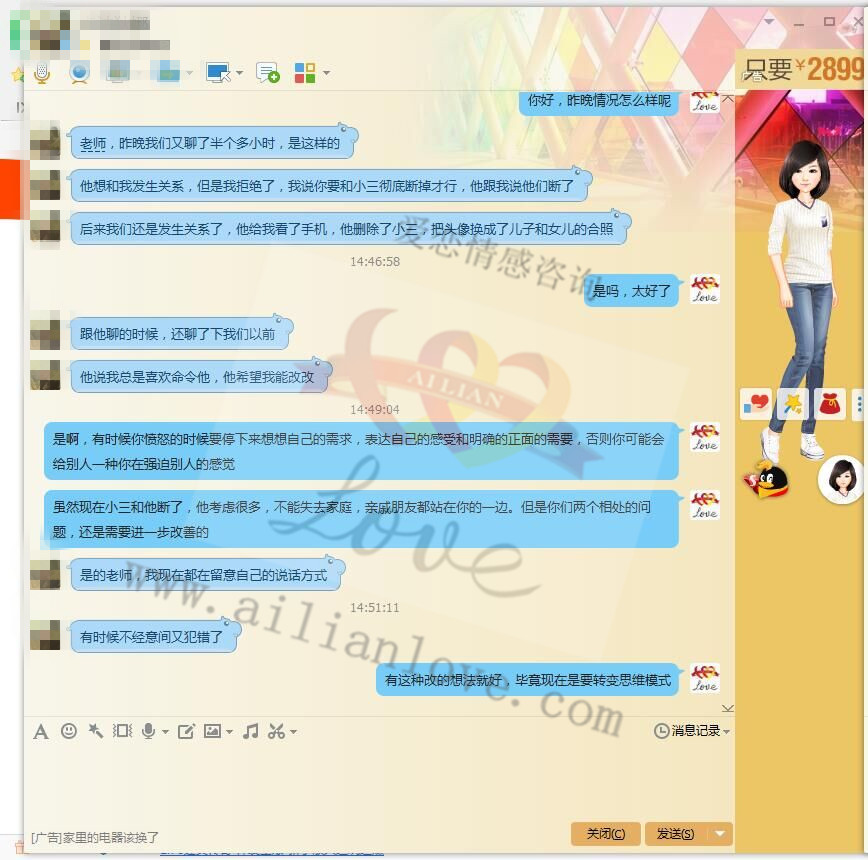 只要¥2899
广告
你好，昨晚情况怎么样呢
老师，昨晚我们又聊了半个多小时，是这样的
他想和我发生关系，但是我拒绝了，我说你要和小三彻底断掉才行，他跟我说他们断了
后来我们还是发生关系了，他给我看了手机，他删除了小三，把头像换成了儿子和女儿的合照
爱恋情感咨询
14:46:58
是吗，太好了
跟他聊的时候，还聊了下我们以前
他说我总是喜欢命令他，他希望我能改改
AILIAN
14:49:04
是啊，有时候你愤怒的时候要停下来想想自己的需求，表达自己的感受和明确的正面的需要，否则你可能会
给别人一种你在强迫别人的感觉
虽然现在小三和他断了，他考虑很多，不能失去家庭，亲戚朋友都站在你的一边。但是你们两个相处的问
题，还是需要进一步改善的
Love
是的老师，我现在都在留意自己的说话方式
www.ailianlove.com
14:51:11
有时候不经意间又犯错了
有这种改的想法就好，毕竟现在是要转变思维模式
消息记录
[广告]家里的电器该换了
关闭(C)
发送(S)